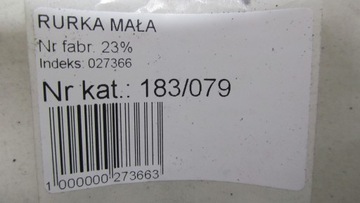 RURKA MAŁA
Nr fabr. 23%
Indeks: 027366
Nr kat.: 183/079
1 000000 273663